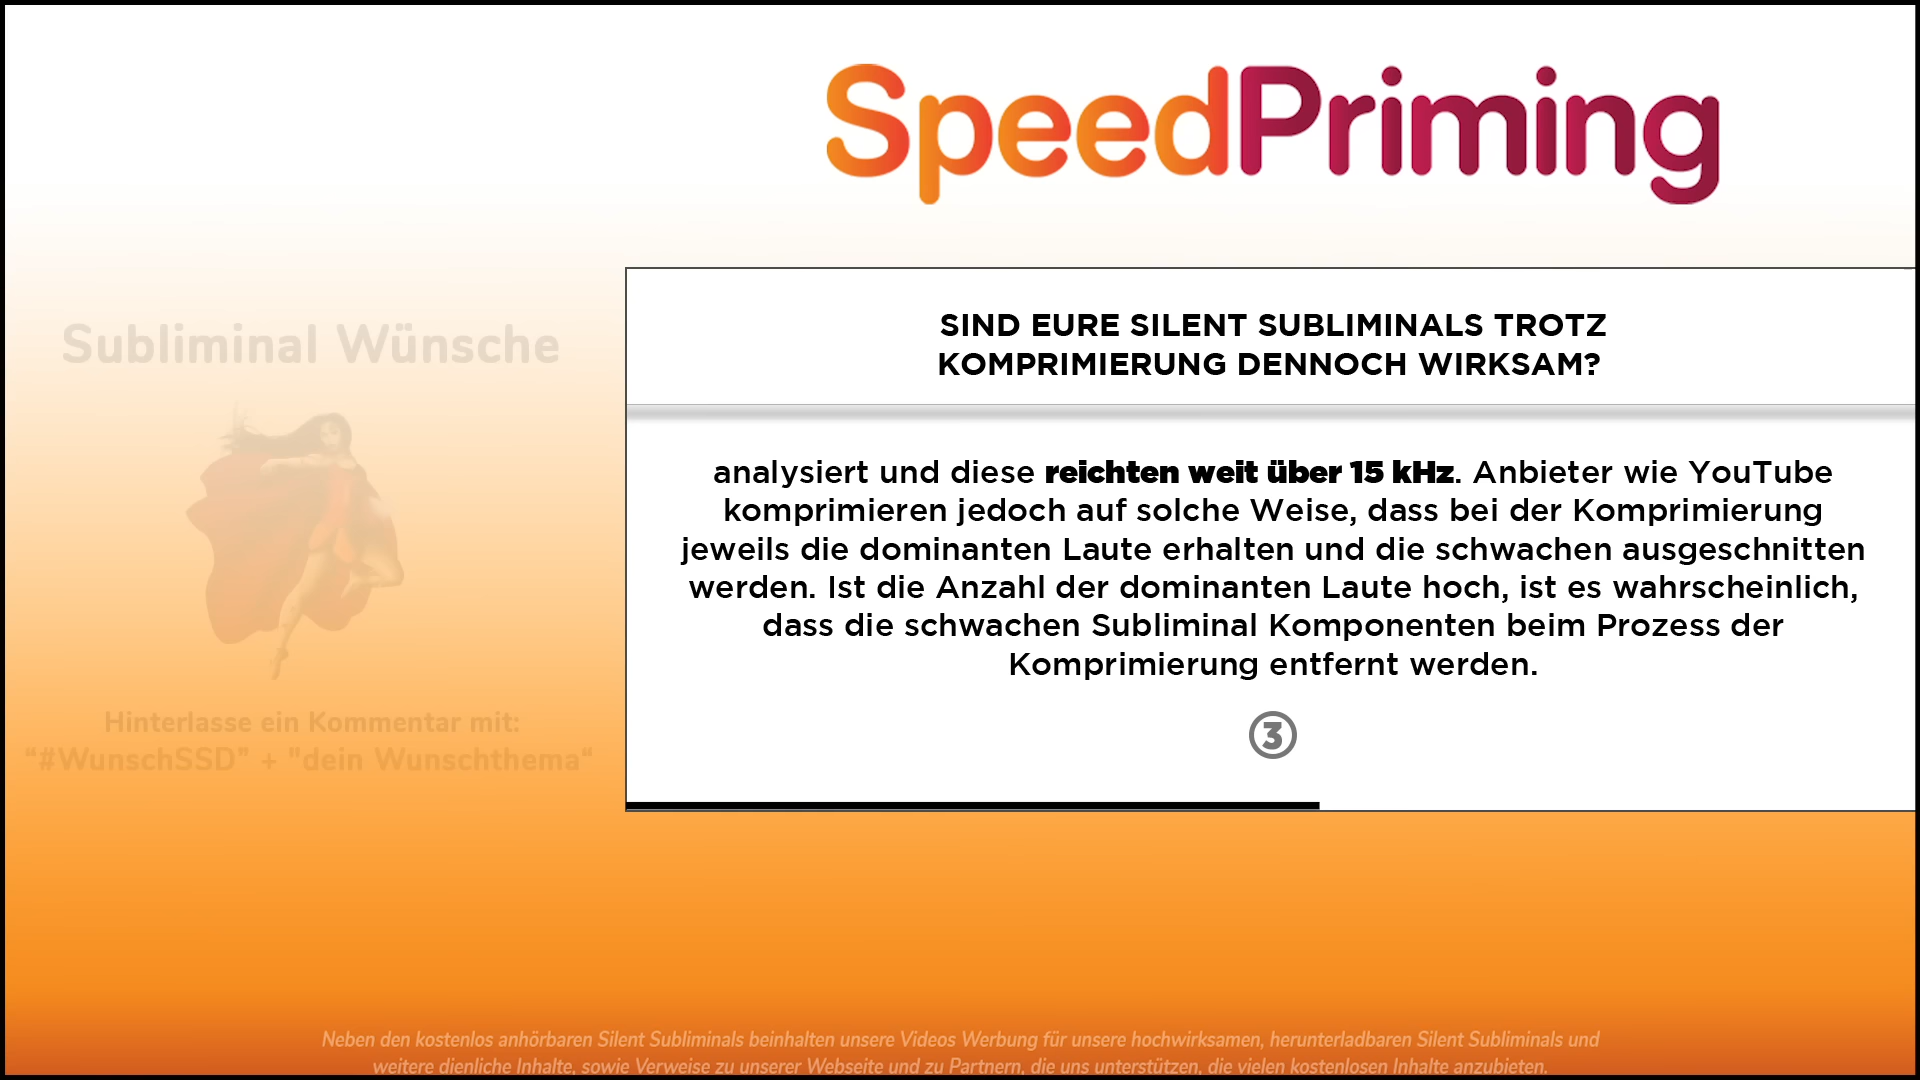 SpeedPriming
Subliminal Wünsche
Hinterlasse ein Kommentar mit:
“#WunschSSD” + "dein Wunschthema“
SIND EURE SILENT SUBLIMINALS TROTZ
KOMPRIMIERUNG DENNOCH WIRKSAM?
analysiert und diese reichten weit über 15 kHz. Anbieter wie YouTube
komprimieren jedoch auf solche Weise, dass bei der Komprimierung
jeweils die dominanten Laute erhalten und die schwachen ausgeschnitten
werden. Ist die Anzahl der dominanten Laute hoch, ist es wahrscheinlich,
dass die schwachen Subliminal Komponenten beim Prozess der
Komprimierung entfernt werden.
3
Neben den kostenlos anhörbaren Silent Subliminals beinhalten unsere Videos Werbung für unsere hochwirksamen, herunterladbaren Silent Subliminals und
weitere dienliche Inhalte, sowie Verweise zu unserer Webseite und zu Partnern, die uns unterstützen, die vielen kostenlosen Inhalte anzubieten.